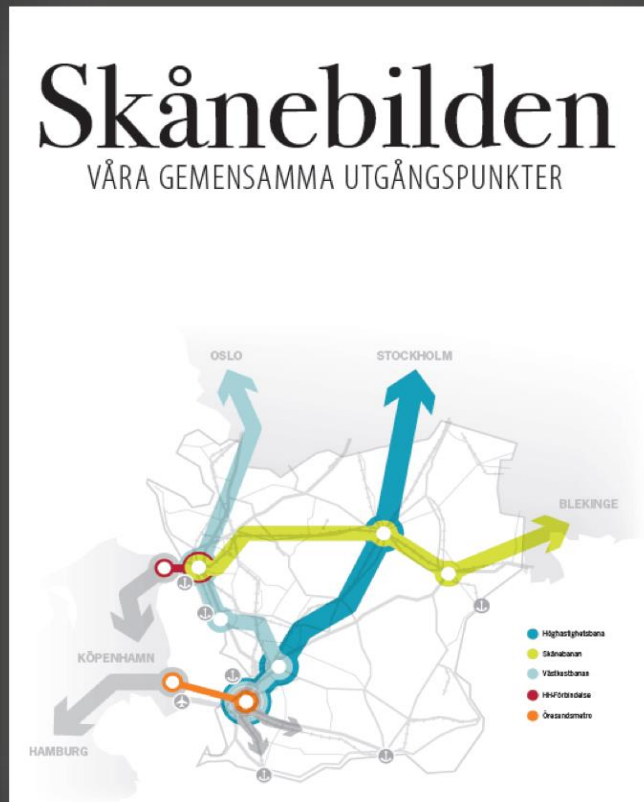 Skånebilden
VÅRA GEMENSAMMA UTGÅNGSPUNKTER
OSLO
STOCKHOLM
BLEKINGE
KÖPENHAMN
HAMBURG
Höghastighetsbana
Skånebanan
Västkustbanan
HH-Förbindelse
Öresundsmetro